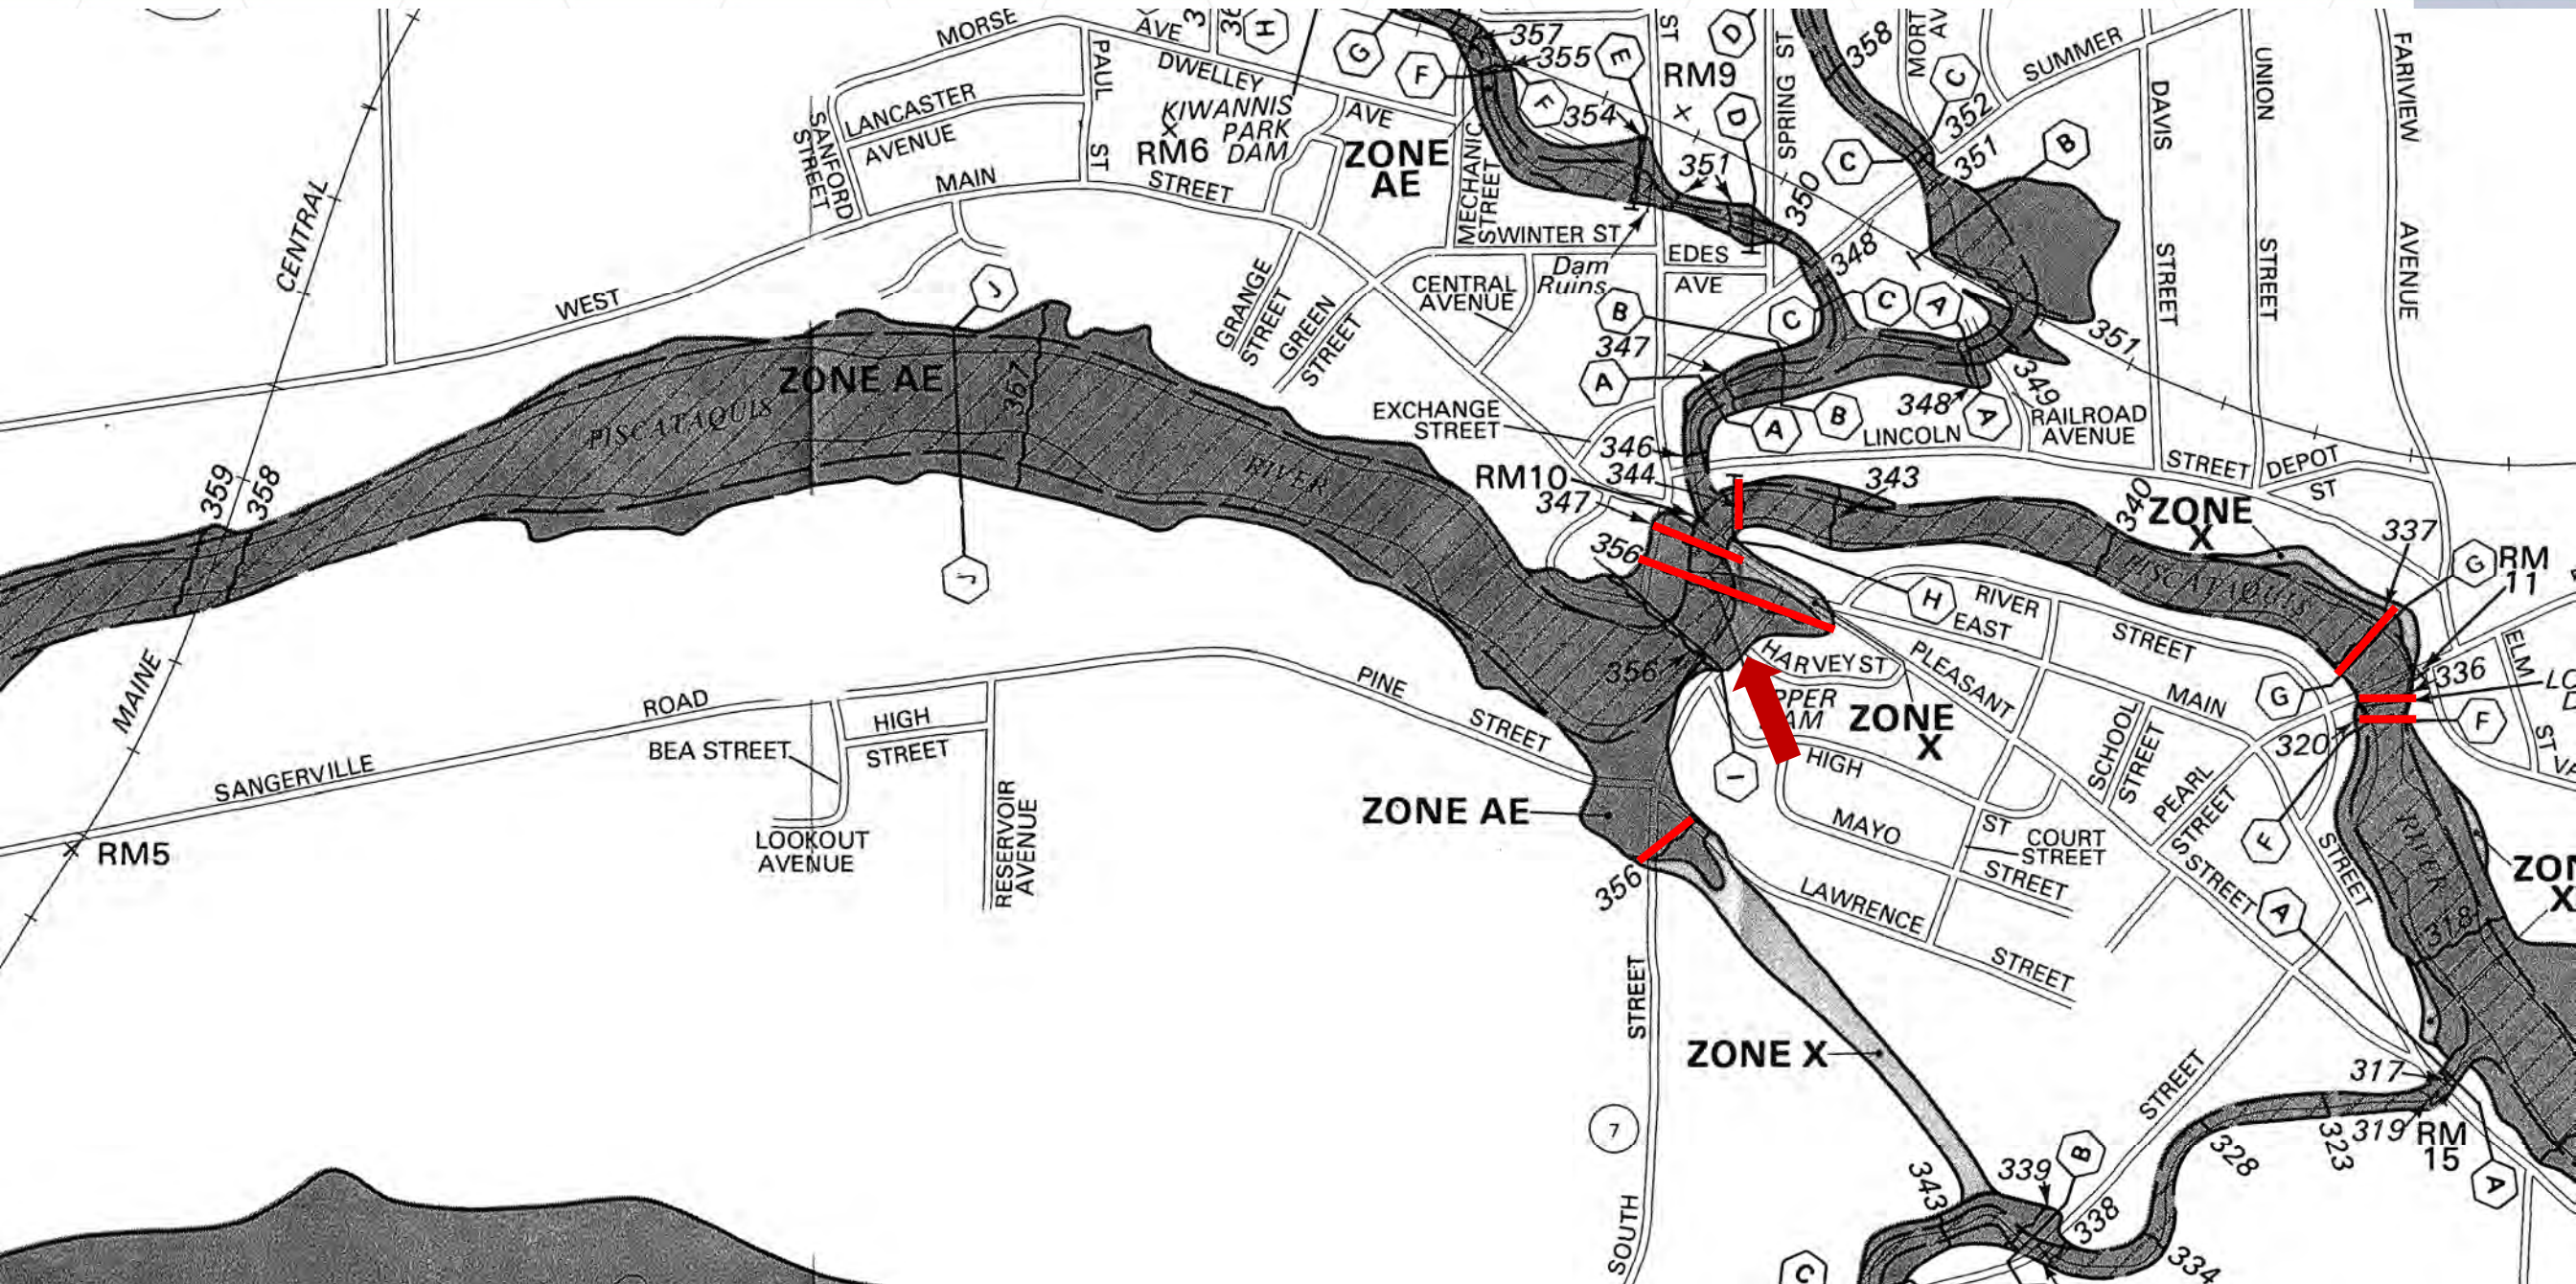 MORSE
AVE
H
G
F
357
355
E
ST
D
358
SUMMER
UNION
FARIVIEW
PAUL
DWELLEY
RM9
SPRING ST
C
352
DAVIS
LANCASTER
AVENUE
SANFORD
STREET
KIWANNIS
PARK
DAM
RM6
AVE
F
354
D
351
B
ST
MAIN
STREET
ZONE
AE
MECHANIC
STREET
351
350
C
CENTRAL
WINTER ST
EDES
AVE
348
STREET
STREET
AVENUE
J
Dam
Ruins
CENTRAL
AVENUE
WEST
GRANGE
STREET
GREEN
STREET
B
C
C
A
351
347
349
ZONE AE
367
A
PISCATAQUIS
EXCHANGE
STREET
A
B
348
A
RAILROAD
AVENUE
LINCOLN
STREET
DEPOT
ST
346
344
RIVER
RM10
347
343
340
ZONE
X
359
358
356
337
G
RM
11
J
H
PISCATAQUIS
RIVER
STREET
EAST
MAIN
ELM
ST
HARVEY ST
PLEASANT
356
MAINE
ROAD
PINE
STREET
G
336
HIGH
STREET
BEA STREET
ZONE
X
SCHOOL
STREET
320
F
SANGERVILLE
I
HIGH
ST
PEARL
STREET
RESERVOIR
AVENUE
ZONE AE
MAYO
STREET
COURT
STREET
STREET
F
RIVER
RM5
LOOKOUT
AVENUE
356
LAWRENCE
STREET
STREET
A
318
X
STREET
ZONE X
STREET
317
7
319
323
328
RM
15
A
SOUTH
343
339
B
338
334
C